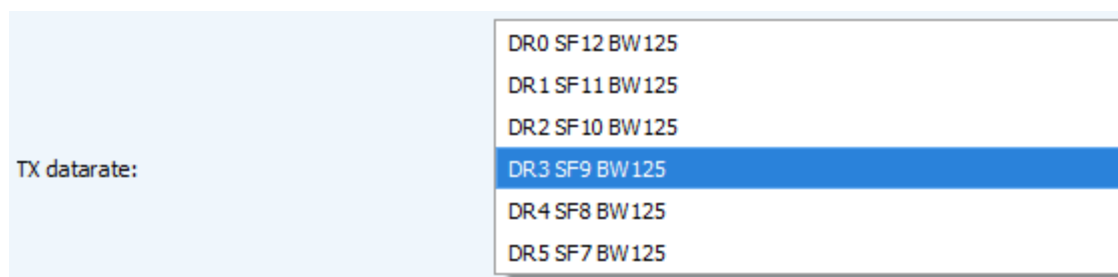 DR0 SF12 BW125
DR1 SF11 BW125
DR2 SF10 BW125
TX datarate:
DR3 SF9 BW125
DR4 SF8 BW125
DR5 SF7 BW125